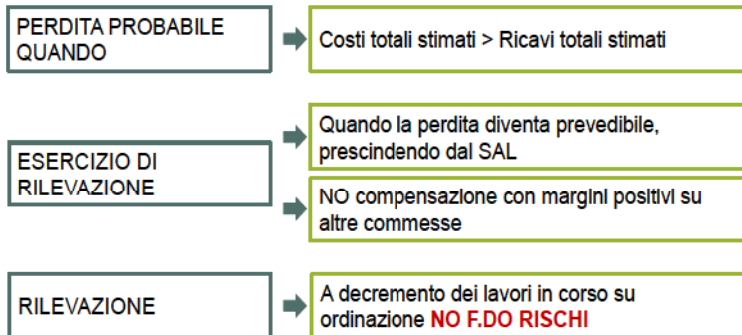 PERDITA PROBABILE
QUANDO
Costi totali stimati > Ricavi totali stimati
ESERCIZIO DI
RILEVAZIONE
Quando la perdita diventa prevedibile,
prescindendo dal SAL
NO compensazione con margini positivi su
altre commesse
RILEVAZIONE
A decremento dei lavori in corso su
ordinazione NO F.DO RISCHI